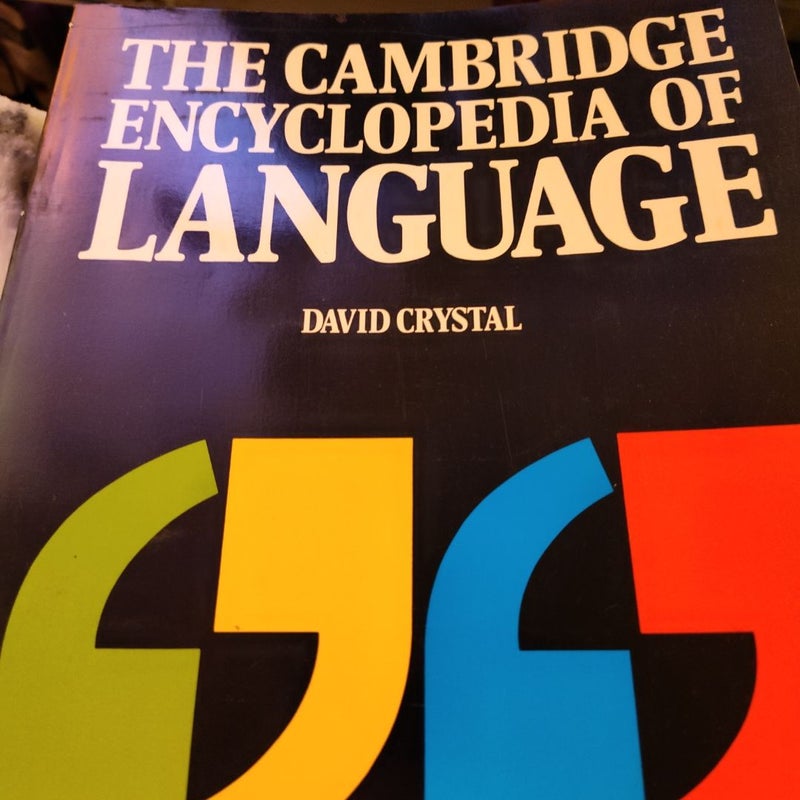 THE CAMBRIDGE
ENCYCLOPEDIA OF
LANGUAGE
DAVID CRYSTAL